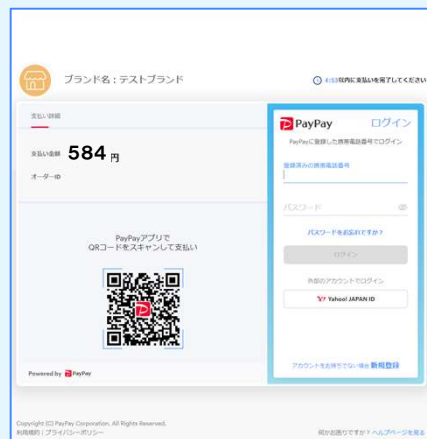 ブランド名：テストブランド
4:53以内に支払いを完了してください
支払い詳細
支払い金額 584 円
オーダーID
PayPayアプリで
QRコードをスキャンして支払い
Powered by PayPay
PayPay ログイン
PayPayに登録した携帯電話番号でログイン
登録済みの携帯電話番号
パスワード
パスワードをお忘れですか？
ログイン
外部のアカウントでログイン
Yahoo! JAPAN ID
アカウントをお持ちでない場合 新規登録
Copyright (C) PayPay Corporation. All Rights Reserved.
利用規約 | プライバシーポリシー
何かお困りですか？ ヘルプページを見る